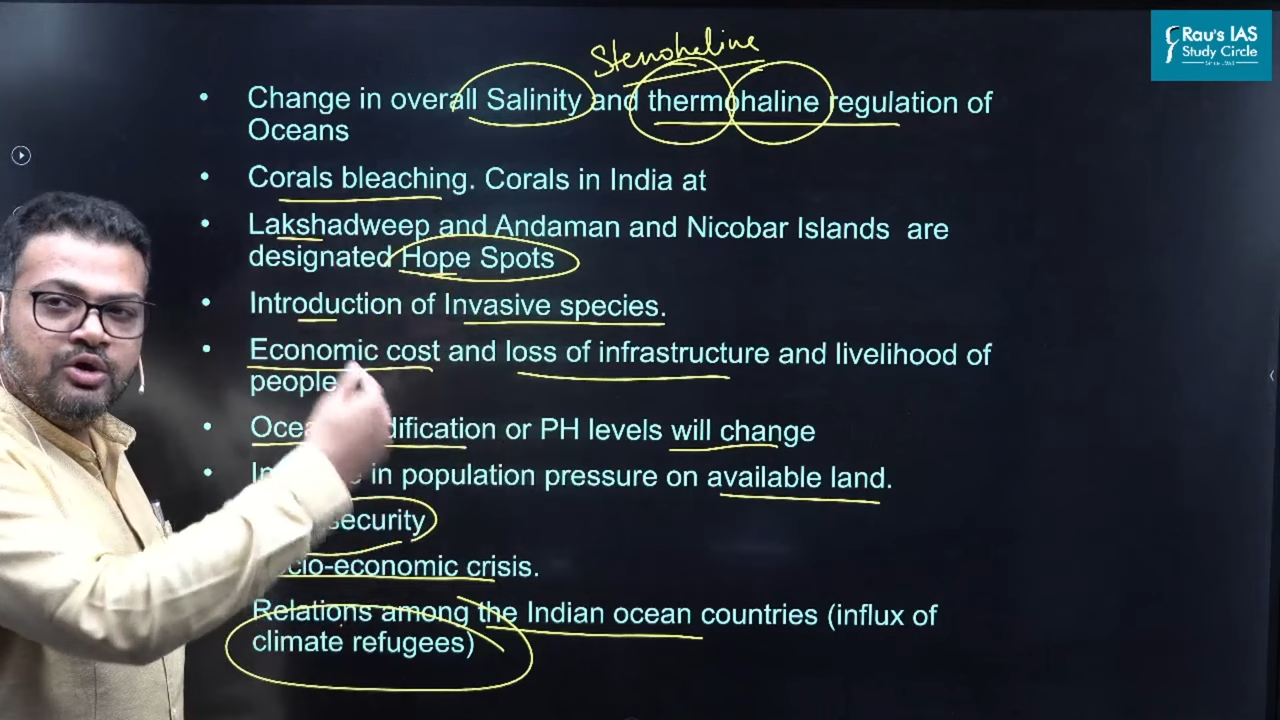 Rau's IAS
Study Circle
Stenohaline
• Change in overall Salinity and thermohaline regulation of
Oceans
• Corals bleaching. Corals in India at
• Lakshadweep and Andaman and Nicobar Islands are
designated Hope Spots
• Introduction of Invasive species.
• Economic cost and loss of infrastructure and livelihood of
people
• or PH levels will change
• in population pressure on available land.
security
crisis.
Relations among the Indian ocean countries (influx of
climate refugees)